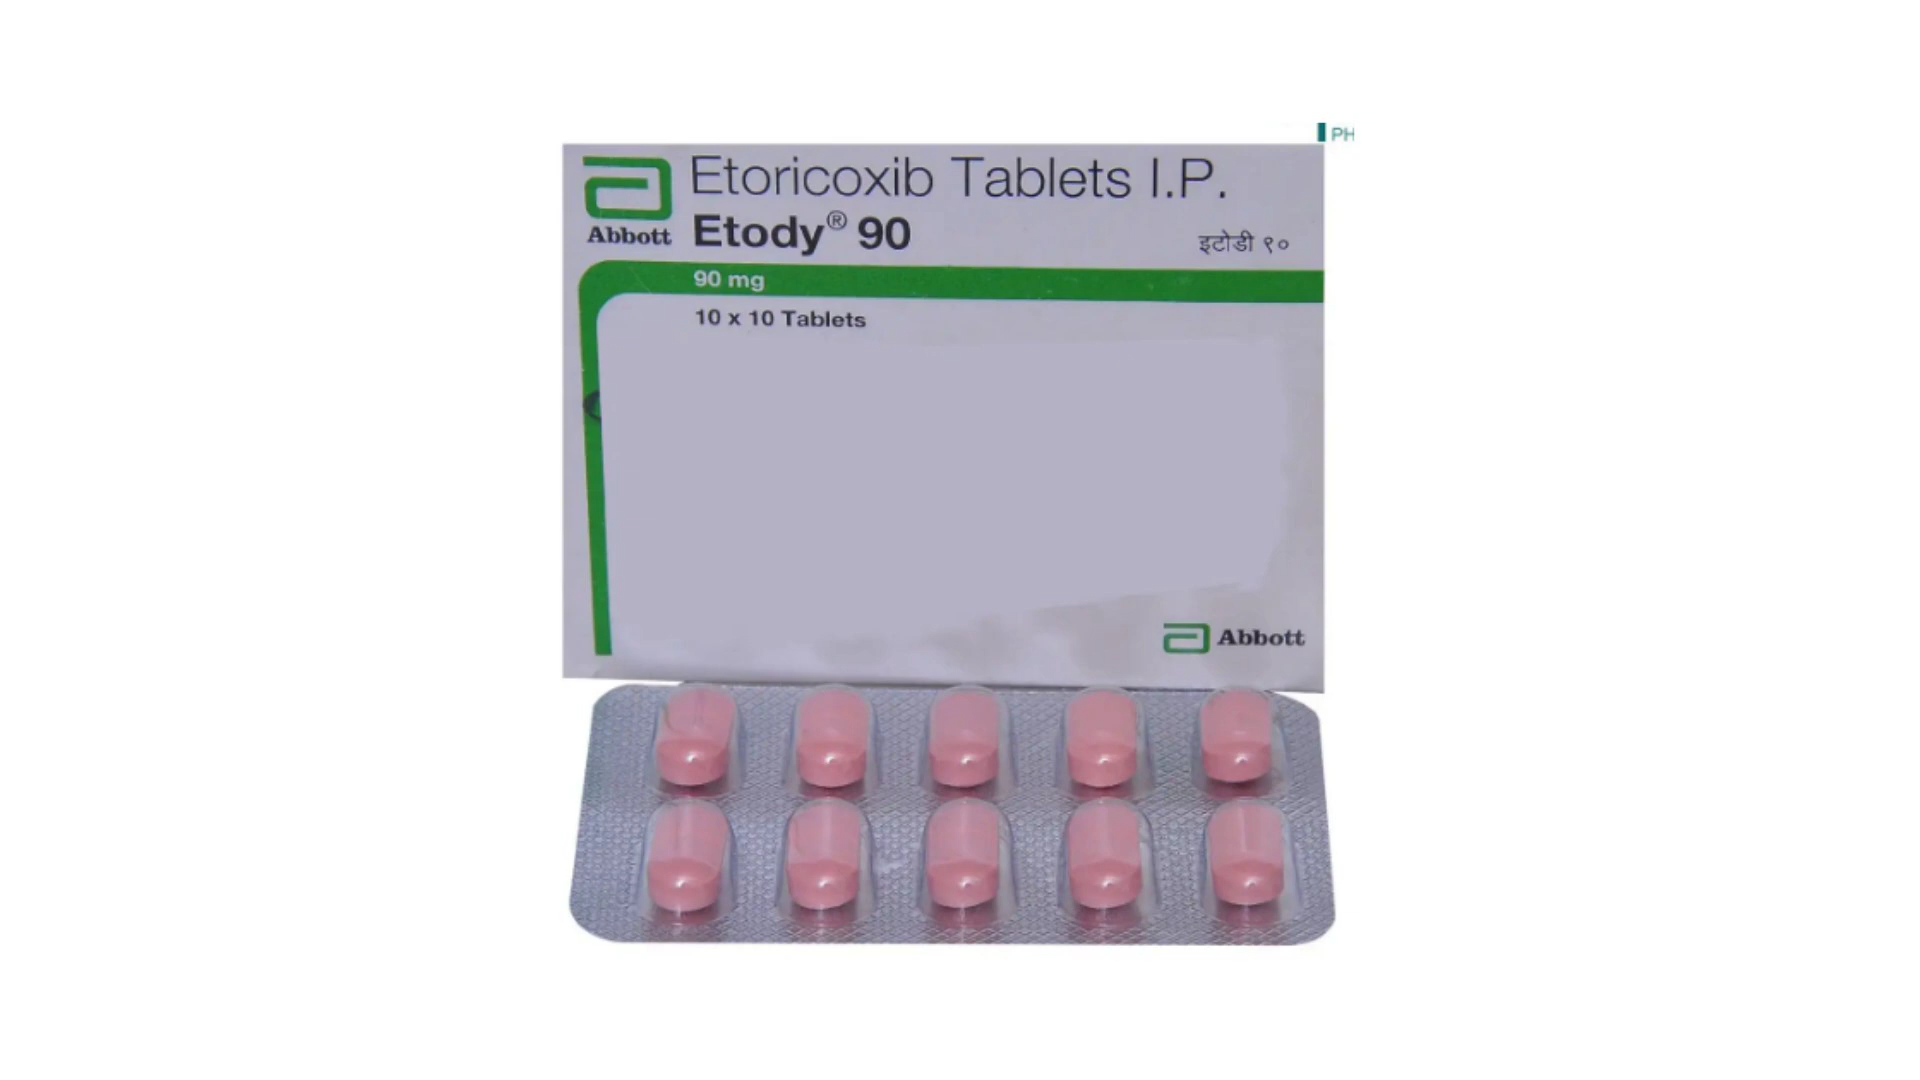 PH
Etoricoxib Tablets I.P.
Abbott Etody® 90 इटोडी ९०
90 mg
10 x 10 Tablets
Abbott